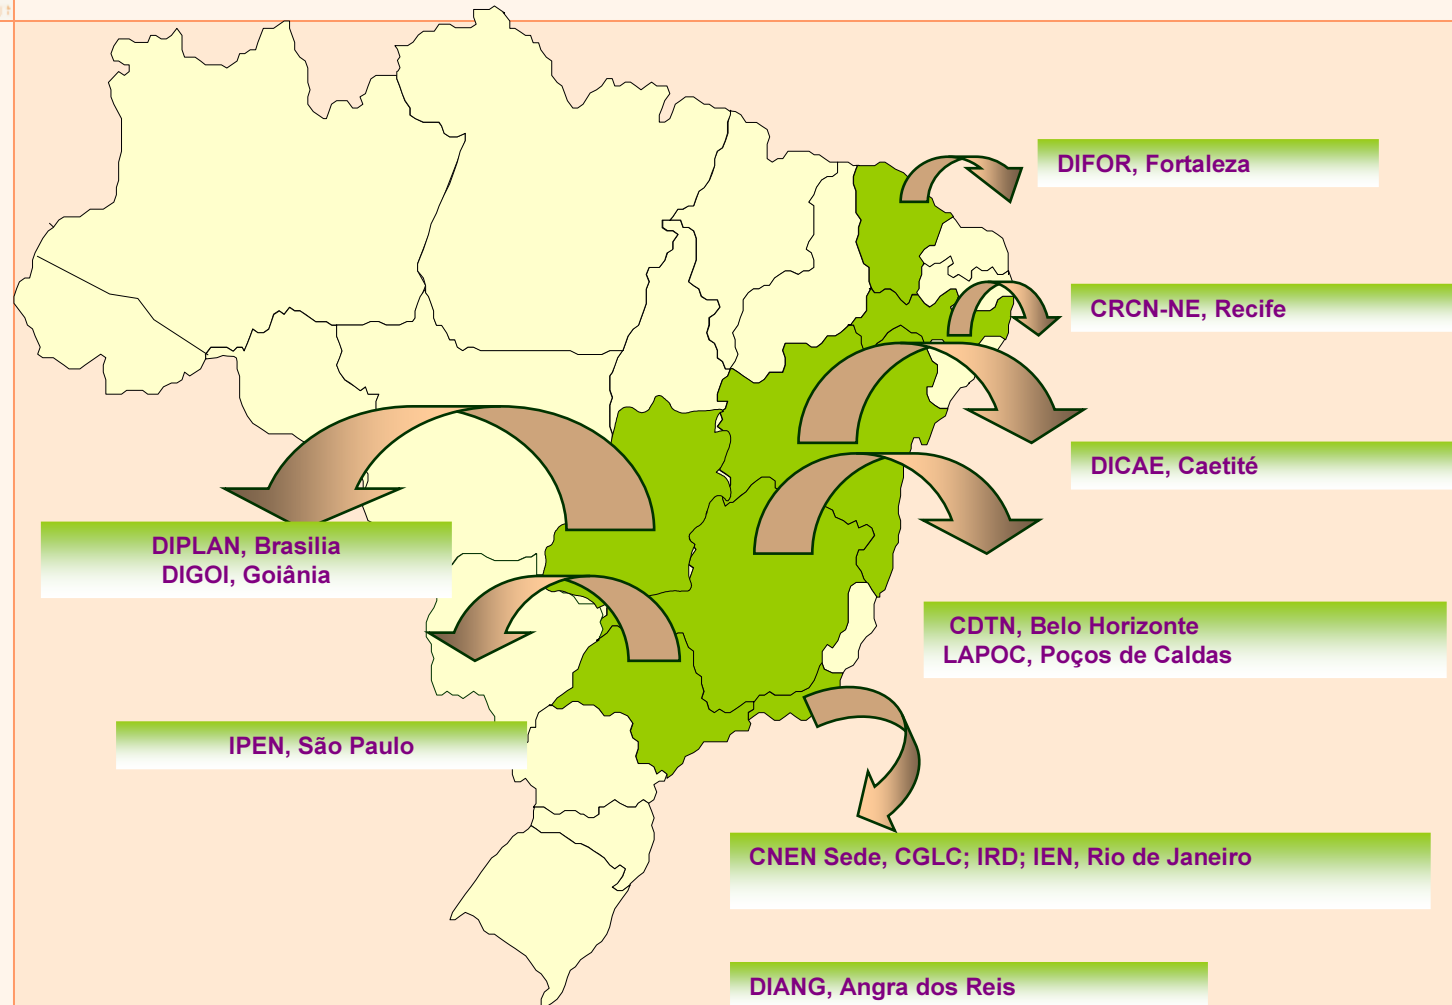 DIFOR, Fortaleza
CRCN-NE, Recife
DICAE, Caetité
DIPLAN, Brasilia
DIGOI, Goiânia
CDTN, Belo Horizonte
LAPOC, Poços de Caldas
IPEN, São Paulo
CNEN Sede, CGLC; IRD; IEN, Rio de Janeiro
DIANG, Angra dos Reis